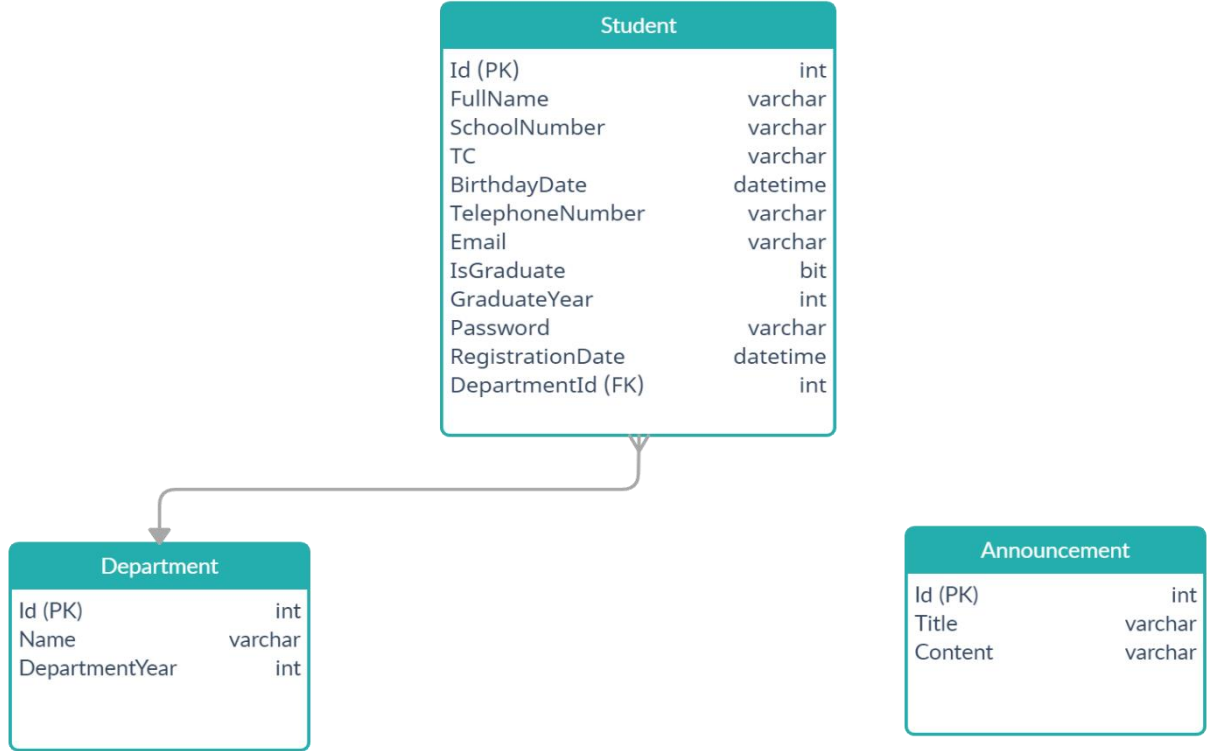 Student
Id (PK) int
FullName varchar
SchoolNumber varchar
TC varchar
BirthdayDate datetime
TelephoneNumber varchar
Email varchar
IsGraduate bit
GraduateYear int
Password varchar
RegistrationDate datetime
DepartmentId (FK) int
Department
Id (PK) int
Name varchar
DepartmentYear int
Announcement
Id (PK) int
Title varchar
Content varchar